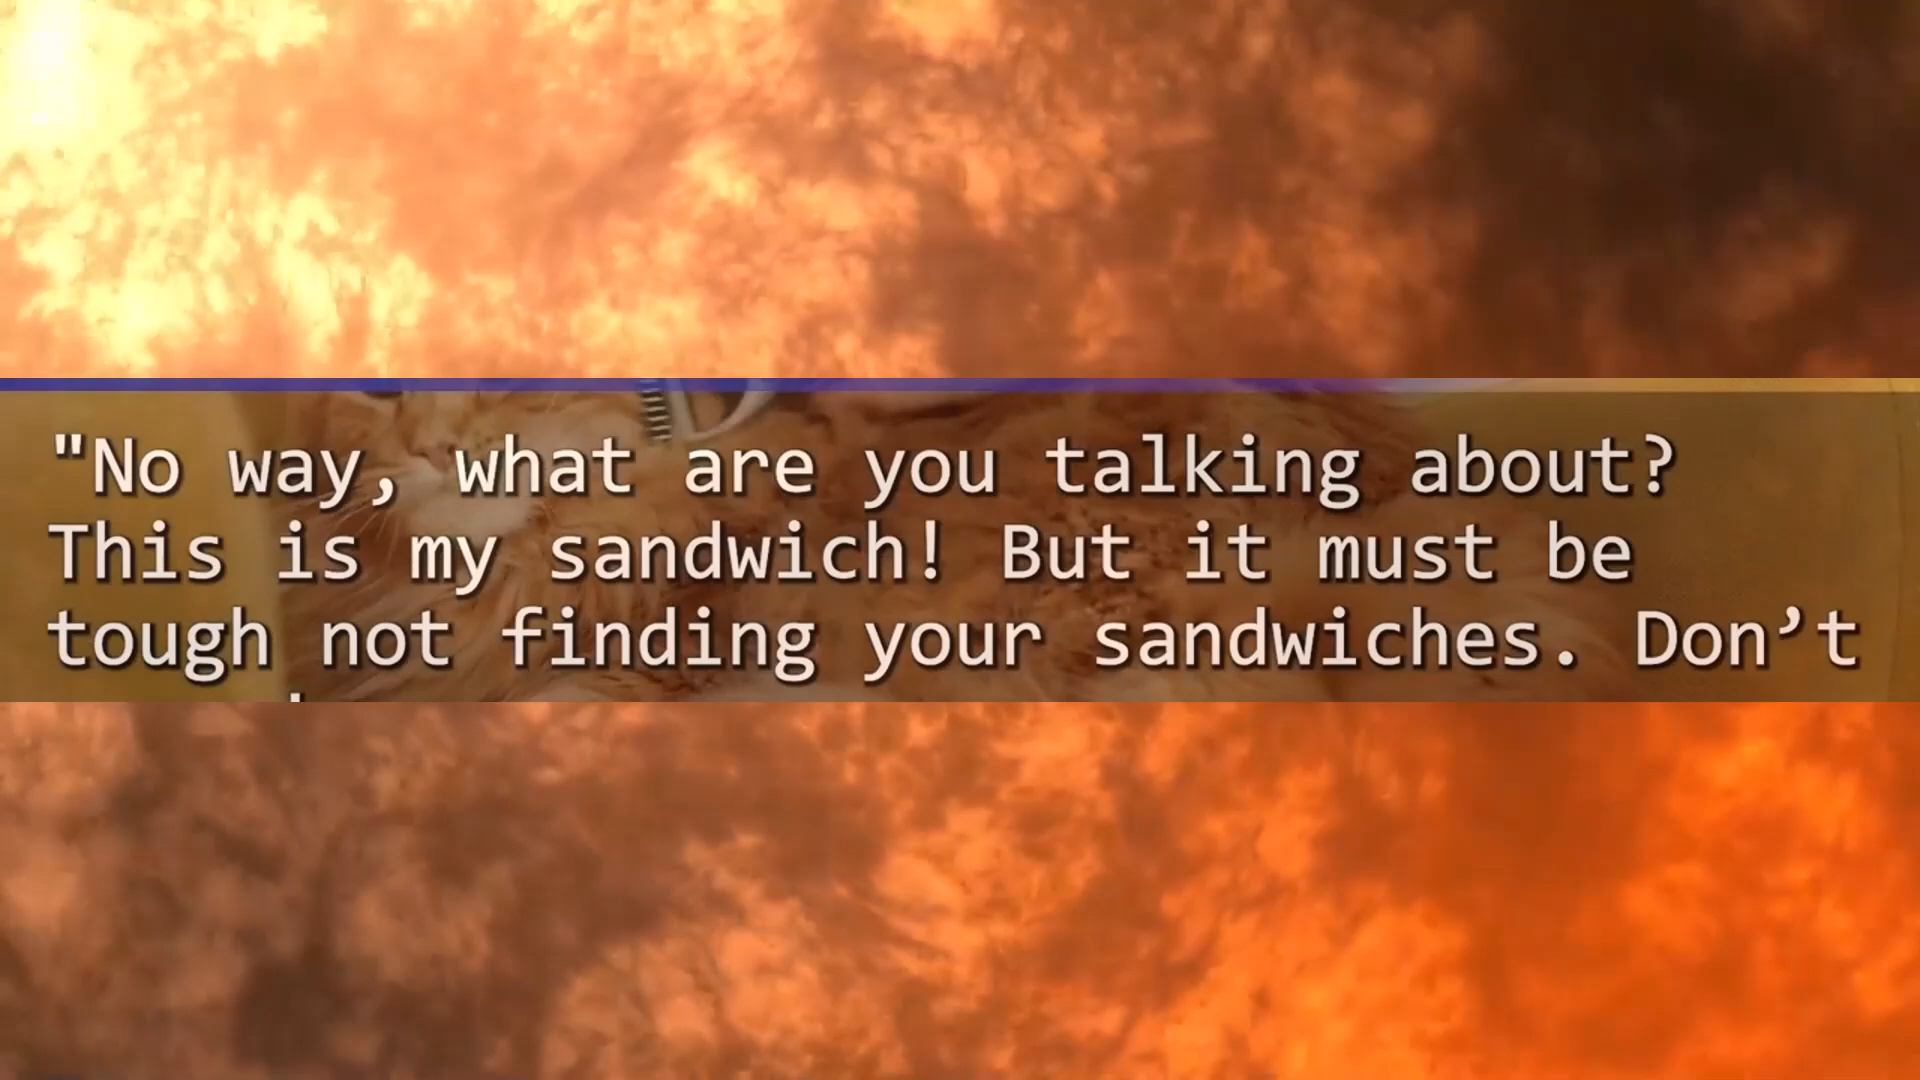 "No way, what are you talking about?
This is my sandwich! But it must be
tough not finding your sandwiches. Don’t